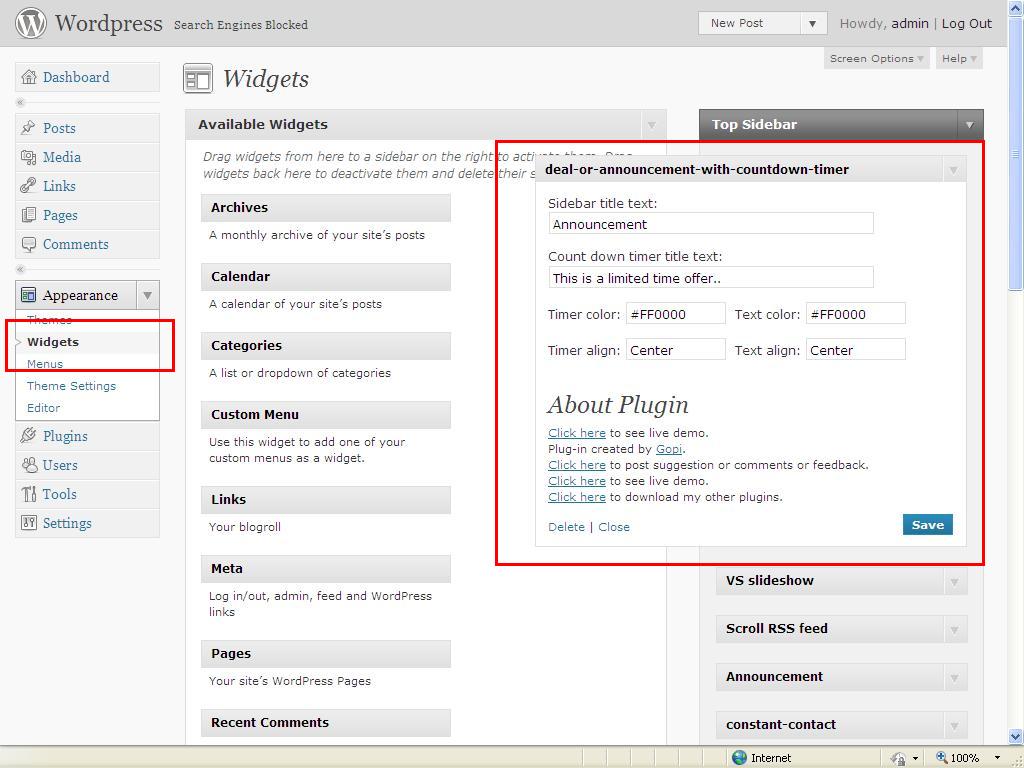 Wordpress Search Engines Blocked
New Post
Howdy, admin | Log Out
Screen Options
Help
Dashboard
Posts
Media
Links
Pages
Comments
Appearance
Themes
Widgets
Menus
Theme Settings
Editor
Plugins
Users
Tools
Settings
Widgets
Available Widgets
Drag widgets from here to a sidebar on the right to activate them. Drag
widgets back here to deactivate them and delete their s
Archives
A monthly archive of your site's posts
Calendar
A calendar of your site's posts
Categories
A list or dropdown of categories
Custom Menu
Use this widget to add one of your
custom menus as a widget.
Links
Your blogroll
Meta
Log in/out, admin, feed and WordPress
links
Pages
Your site's WordPress Pages
Recent Comments
Top Sidebar
deal-or-announcement-with-countdown-timer
Sidebar title text:
Announcement
Count down timer title text:
This is a limited time offer..
Timer color: #FF0000 Text color: #FF0000
Timer align: Center Text align: Center
About Plugin
Click here to see live demo.
Plug-in created by Gopi.
Click here to post suggestion or comments or feedback.
Click here to see live demo.
Click here to download my other plugins.
Delete | Close
Save
VS slideshow
Scroll RSS feed
Announcement
constant-contact
Internet
100%